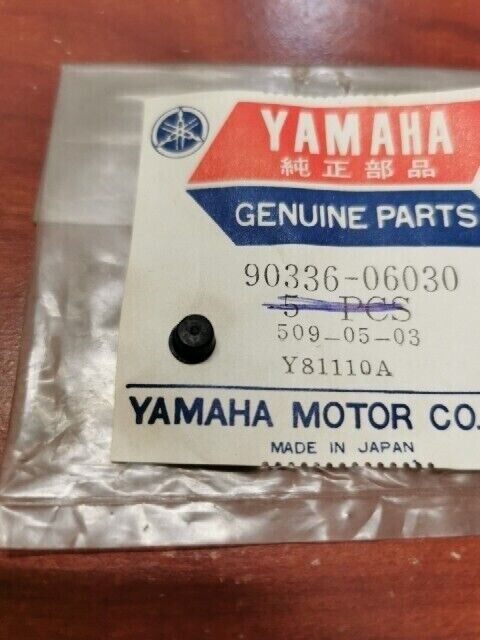 YAMAHA
純正部品
GENUINE PARTS
90336-06030
5 PCS
509-05-03
Y81110A
YAMAHA MOTOR CO.
MADE IN JAPAN